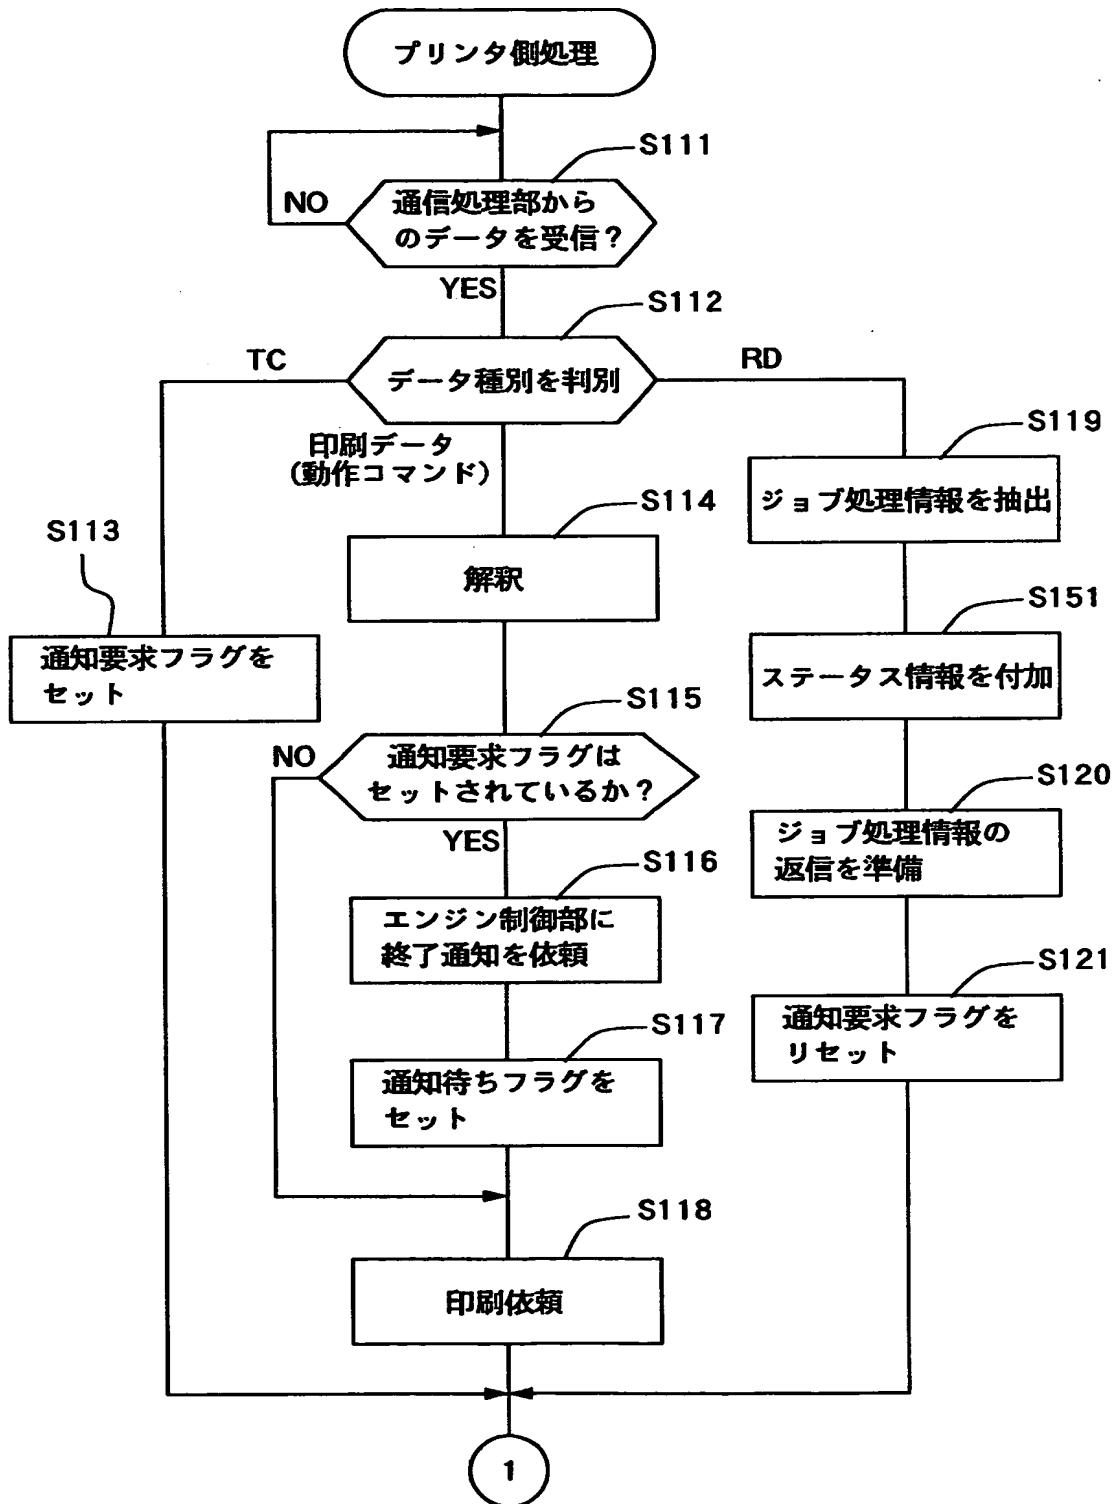 プリンタ側処理
S111
NO
通信処理部から
のデータを受信？
YES
S112
TC
データ種別を判別
RD
印刷データ
(動作コマンド)
S119
ジョブ処理情報を抽出
S114
解釈
S113
通知要求フラグを
セット
S151
ステータス情報を付加
S115
NO
通知要求フラグは
セットされているか？
YES
S120
ジョブ処理情報の
返信を準備
S116
エンジン制御部に
終了通知を依頼
S121
通知要求フラグを
リセット
S117
通知待ちフラグを
セット
S118
印刷依頼
1